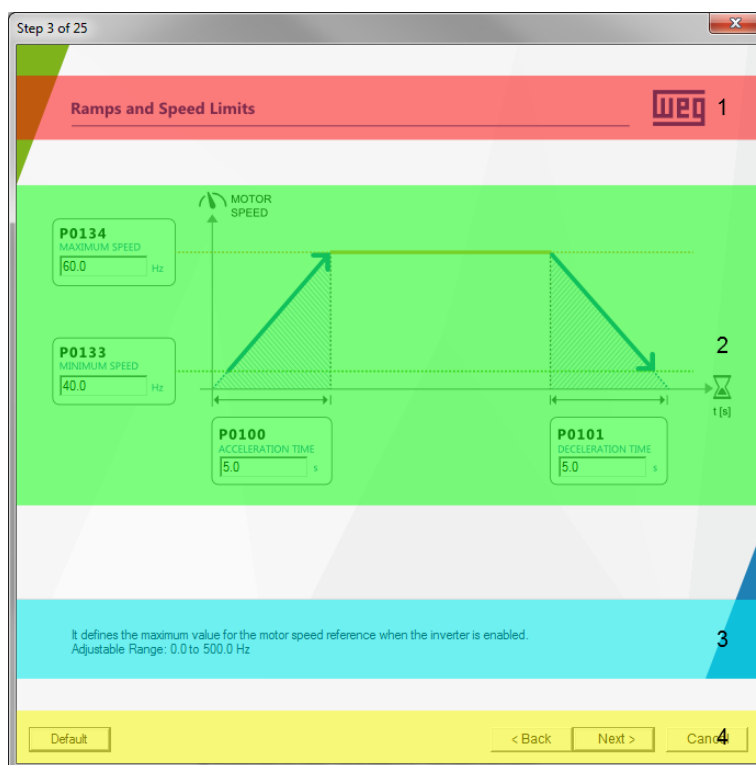 Step 3 of 25
x
Ramps and Speed Limits
WEG
1
MOTOR
SPEED
P0134
MAXIMUM SPEED
60.0 Hz
P0133
MINIMUM SPEED
40.0 Hz
2
t [s]
P0100
ACCELERATION TIME
5.0 s
P0101
DECELERATION TIME
5.0 s
It defines the maximum value for the motor speed reference when the inverter is enabled.
Adjustable Range: 0.0 to 500.0 Hz
3
Default
< Back
Next >
Cancel
4